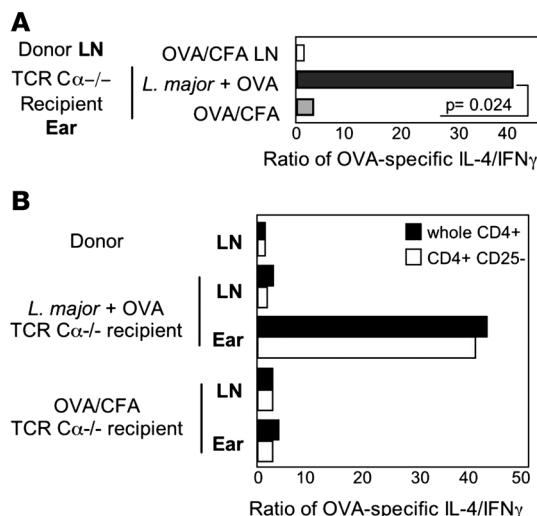 A
Donor LN
OVA/CFA LN
TCR Cα−/−
Recipient
Ear
L. major + OVA
OVA/CFA
p= 0.024
0 10 20 30 40
Ratio of OVA-specific IL-4/IFNγ
B
whole CD4+
CD4+ CD25-
Donor
LN
L. major + OVA
TCR Cα-/- recipient
LN
Ear
OVA/CFA
TCR Cα-/- recipient
LN
Ear
0 10 20 30 40 50
Ratio of OVA-specific IL-4/IFNγ